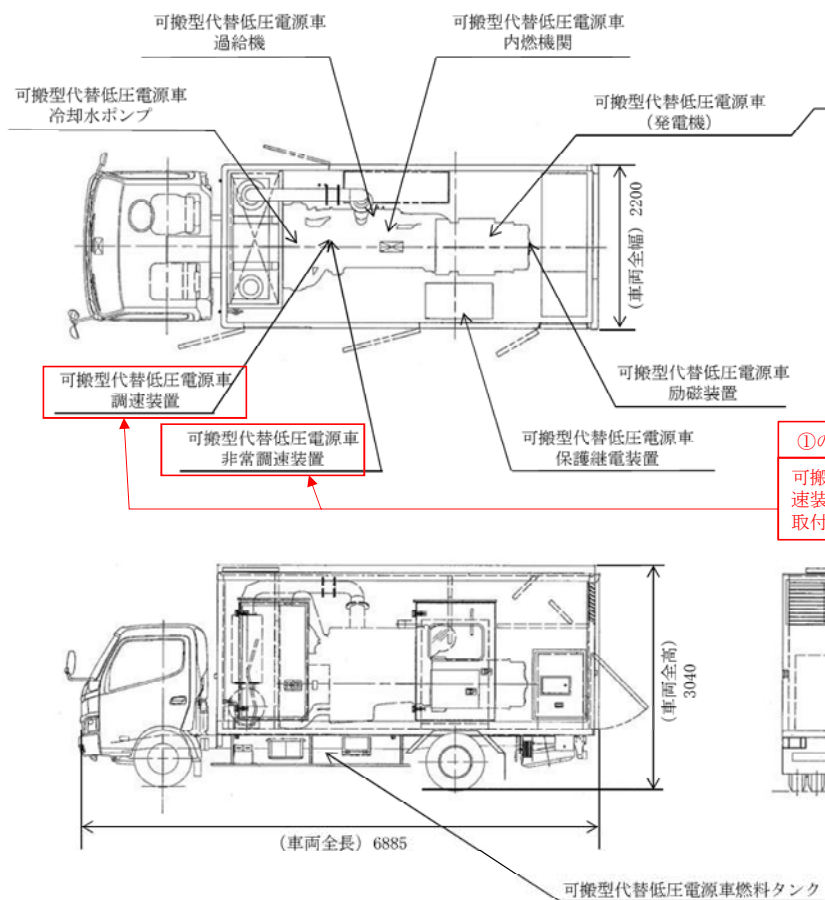 可搬型代替低圧電源車
過給機
可搬型代替低圧電源車
内燃機関
可搬型代替低圧電源車
冷却水ポンプ
可搬型代替低圧電源車
(発電機)
(車両全幅) 2200
可搬型代替低圧電源車
調速装置
可搬型代替低圧電源車
励磁装置
可搬型代替低圧電源車
非常調速装置
可搬型代替低圧電源車
保護継電装置
①の
可搬
速装
取付
(車両全高)
3040
(車両全長) 6885
可搬型代替低圧電源車燃料タンク